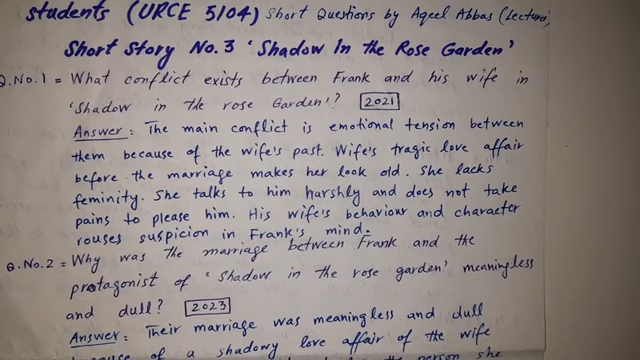 students (URCE 5104) Short Questions by Aqeel Abbas (Lecturer)
Short Story No. 3 'Shadow In the Rose Garden'
Q.No.1 = What conflict exists between Frank and his wife in
'Shadow in the rose Garden'? 2021
Answer: The main conflict is emotional tension between
them because of the wife's past. Wife's tragic love affair
before the marriage makes her look old. She lacks
feminity. She talks to him harshly and does not take
pains to please him. His wife's behaviour and character
rouses suspicion in Frank's mind.
Q.No.2 = Why was the marriage between Frank and the
protagonist of 'Shadow in the rose garden' meaningless
and dull? 2023
Answer: Their marriage was meaningless and dull
because of a shadowy love affair of the wife
the person she